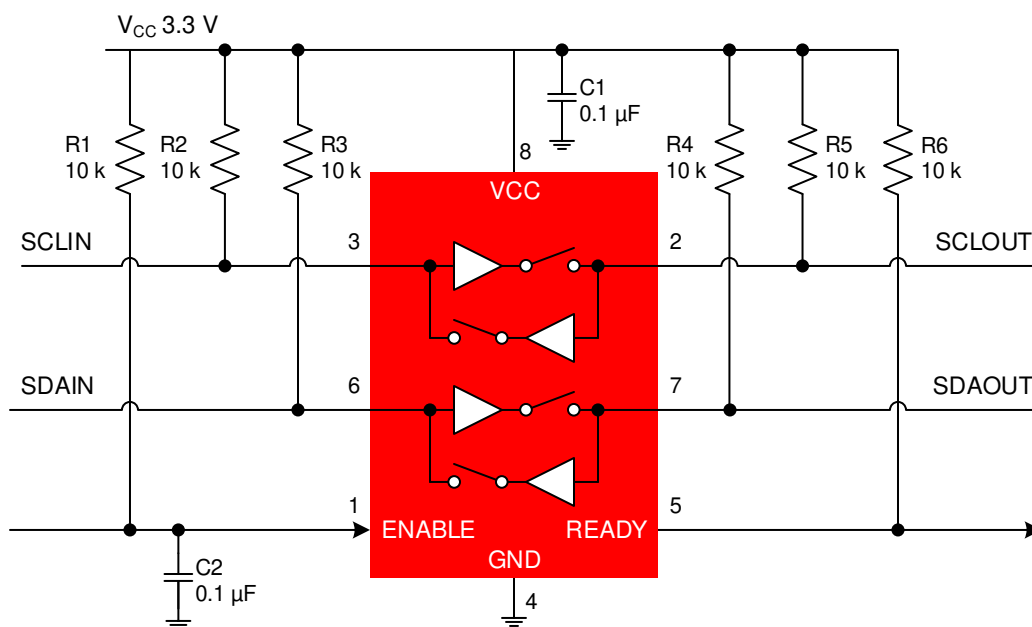 V_CC 3.3 V
C1
0.1 µF
R1
10 k
R2
10 k
R3
10 k
8
R4
10 k
R5
10 k
R6
10 k
VCC
SCLIN
3
2
SCLOUT
SDAIN
6
7
SDAOUT
1
ENABLE
READY
5
GND
C2
0.1 µF
4